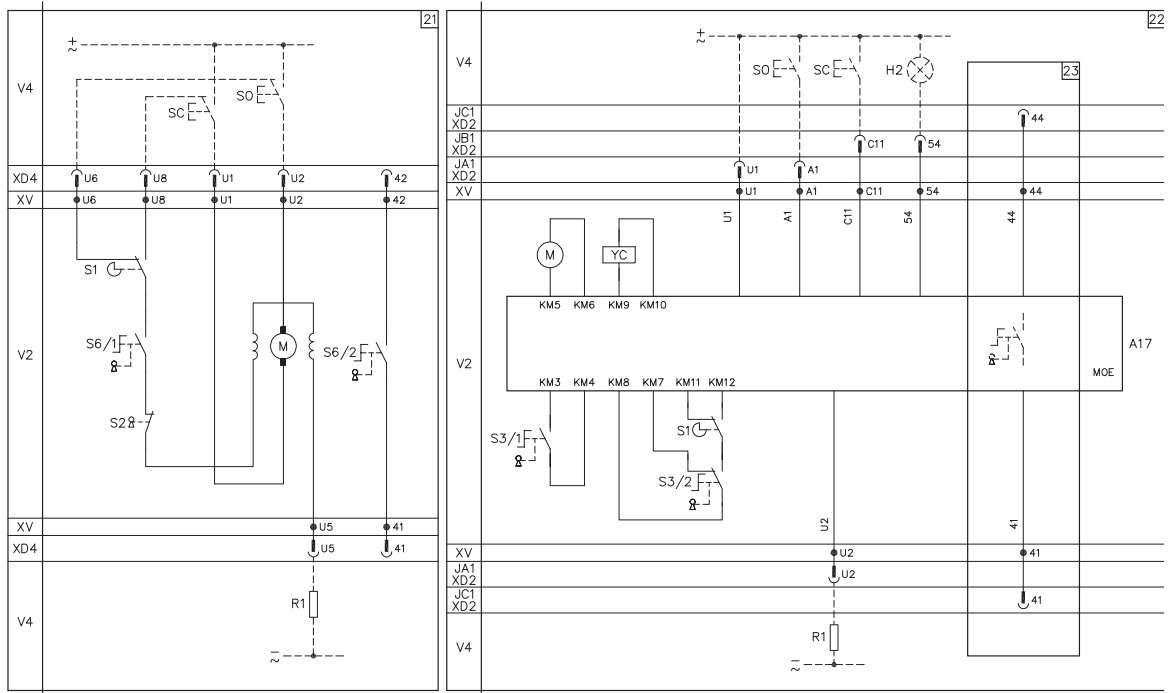 21
+
~
V4
SO
SC
XD4 U6 U8 U1 U2 42
XV U6 U8 U1 U2 42
S1
S6/1
M
S6/2
V2
S2
XV U5 41
XD4 U5 41
R1
V4
–
~
22
+
~
V4
SO SC H2
23
JC1
XD2
44
JB1
XD2
C11 54
JA1
XD2
U1 A1
XV U1 A1 C11 54 44
U1 A1 C11 54 44
M YC
KM5 KM6 KM9 KM10
A17
V2
MOE
KM3 KM4 KM8 KM7 KM11 KM12
S1
S3/1
S3/2
U2 41
XV U2 41
JA1
XD2
U2
JC1
XD2
41
R1
V4
–
~